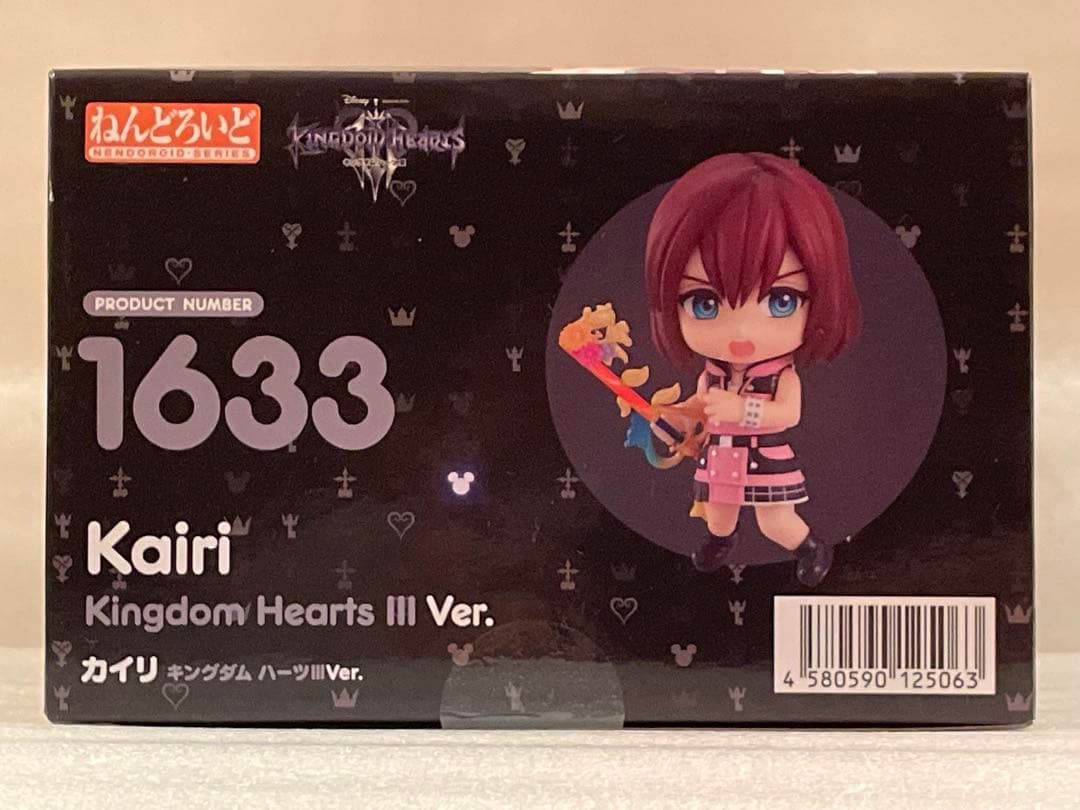 ねんどろいど
NENDOROID-SERIES
Disney
KINGDOM HEARTS
III
PRODUCT NUMBER
1633
Kairi
Kingdom Hearts III Ver.
カイリ キングダム ハーツIIIVer.
4 580590 125063